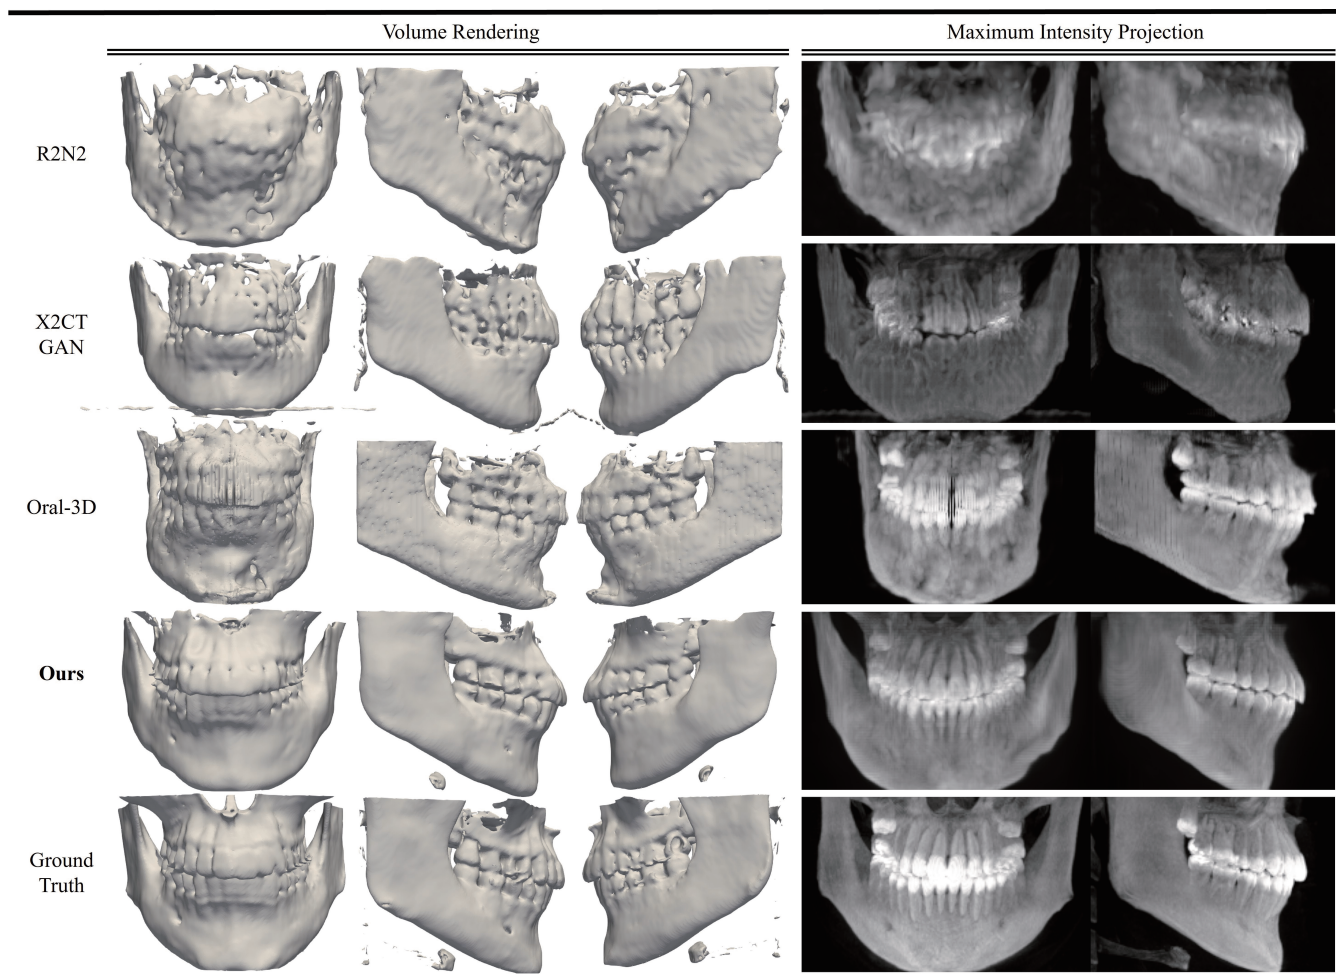 Volume Rendering
Maximum Intensity Projection
R2N2
X2CT
GAN
Oral-3D
Ours
Ground
Truth